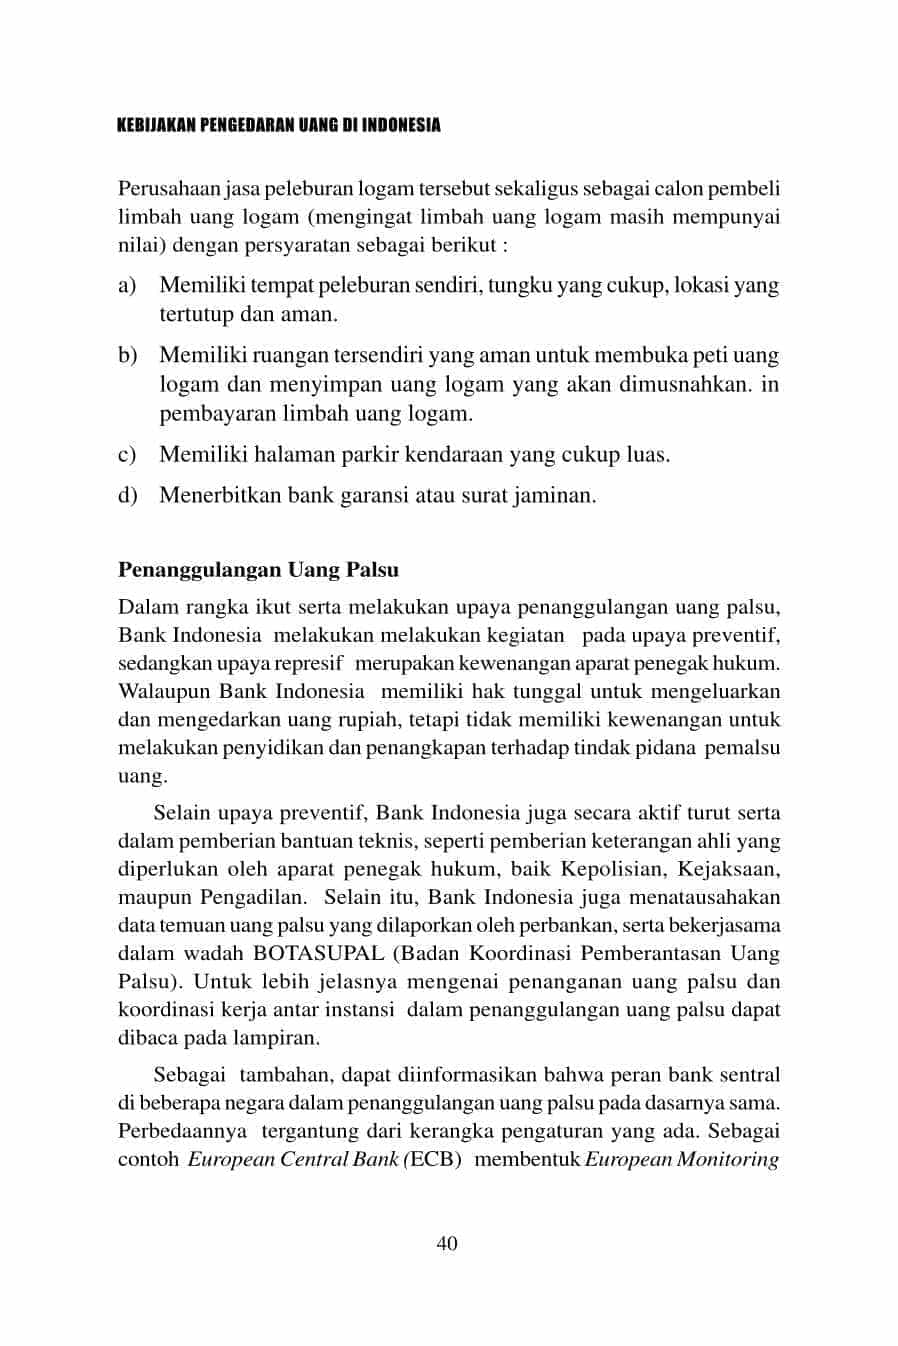 KEBIJAKAN PENGEDARAN UANG DI INDONESIA
Perusahaan jasa peleburan logam tersebut sekaligus sebagai calon pembeli
limbah uang logam (mengingat limbah uang logam masih mempunyai
nilai) dengan persyaratan sebagai berikut :
a) Memiliki tempat peleburan sendiri, tungku yang cukup, lokasi yang
tertutup dan aman.
b) Memiliki ruangan tersendiri yang aman untuk membuka peti uang
logam dan menyimpan uang logam yang akan dimusnahkan. in
pembayaran limbah uang logam.
c) Memiliki halaman parkir kendaraan yang cukup luas.
d) Menerbitkan bank garansi atau surat jaminan.
Penanggulangan Uang Palsu
Dalam rangka ikut serta melakukan upaya penanggulangan uang palsu,
Bank Indonesia melakukan melakukan kegiatan pada upaya preventif,
sedangkan upaya represif merupakan kewenangan aparat penegak hukum.
Walaupun Bank Indonesia memiliki hak tunggal untuk mengeluarkan
dan mengedarkan uang rupiah, tetapi tidak memiliki kewenangan untuk
melakukan penyidikan dan penangkapan terhadap tindak pidana pemalsu
uang.
Selain upaya preventif, Bank Indonesia juga secara aktif turut serta
dalam pemberian bantuan teknis, seperti pemberian keterangan ahli yang
diperlukan oleh aparat penegak hukum, baik Kepolisian, Kejaksaan,
maupun Pengadilan. Selain itu, Bank Indonesia juga menatausahakan
data temuan uang palsu yang dilaporkan oleh perbankan, serta bekerjasama
dalam wadah BOTASUPAL (Badan Koordinasi Pemberantasan Uang
Palsu). Untuk lebih jelasnya mengenai penanganan uang palsu dan
koordinasi kerja antar instansi dalam penanggulangan uang palsu dapat
dibaca pada lampiran.
Sebagai tambahan, dapat diinformasikan bahwa peran bank sentral
di beberapa negara dalam penanggulangan uang palsu pada dasarnya sama.
Perbedaannya tergantung dari kerangka pengaturan yang ada. Sebagai
contoh European Central Bank (ECB) membentuk European Monitoring
40